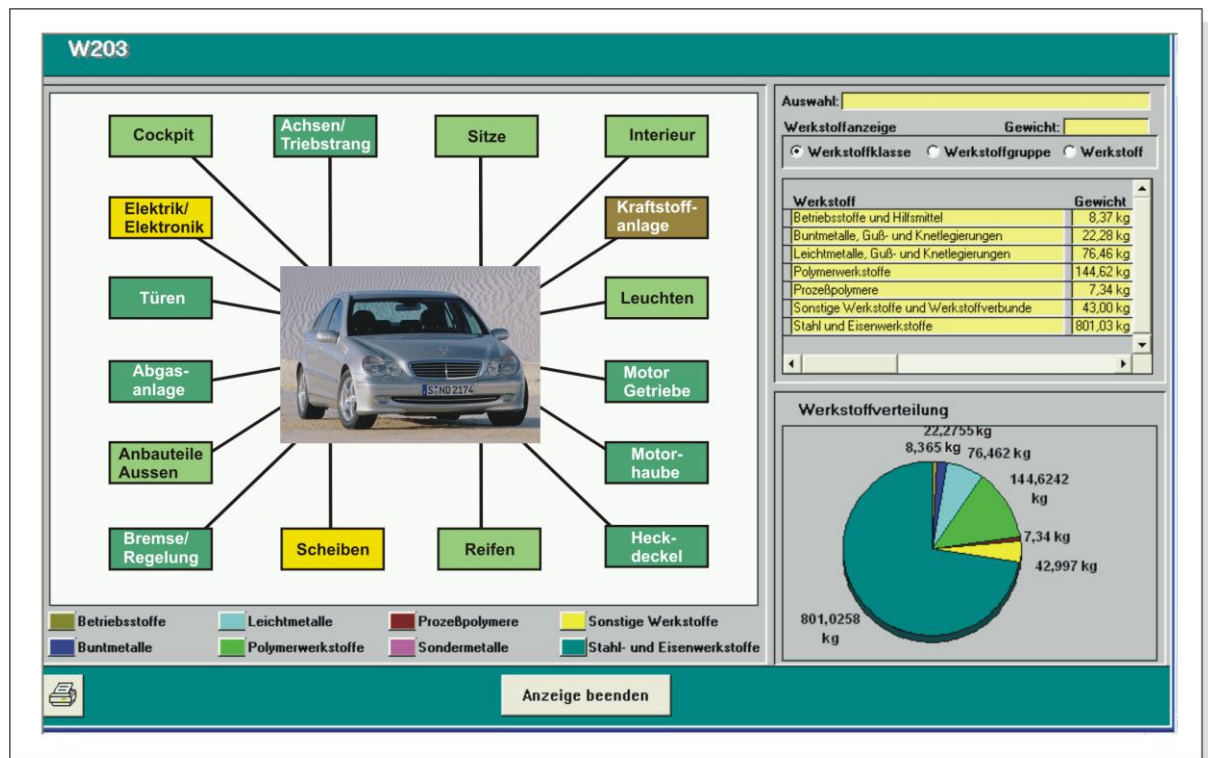 W203
Cockpit
Achsen/
Triebstrang
Sitze
Interieur
Elektrik/
Elektronik
Kraftstoff-
anlage
Türen
Leuchten
Abgas-
anlage
Motor
Getriebe
Anbauteile
Aussen
Motor-
haube
Bremse/
Regelung
Scheiben
Reifen
Heck-
deckel
S:ND 2174
Betriebsstoffe
Leichtmetalle
Prozeßpolymere
Sonstige Werkstoffe
Buntmetalle
Polymerwerkstoffe
Sondermetalle
Stahl- und Eisenwerkstoffe
Auswahl:
Werkstoffanzeige Gewicht:
Werkstoffklasse Werkstoffgruppe Werkstoff
Werkstoff Gewicht
Betriebsstoffe und Hilfsmittel 8,37 kg
Buntmetalle, Guß- und Knetlegierungen 22,28 kg
Leichtmetalle, Guß- und Knetlegierungen 76,46 kg
Polymerwerkstoffe 144,62 kg
Prozeßpolymere 7,34 kg
Sonstige Werkstoffe und Werkstoffverbunde 43,00 kg
Stahl und Eisenwerkstoffe 801,03 kg
Werkstoffverteilung
22,2755 kg
8,365 kg
76,462 kg
144,6242
kg
7,34 kg
42,997 kg
801,0258
kg
Anzeige beenden